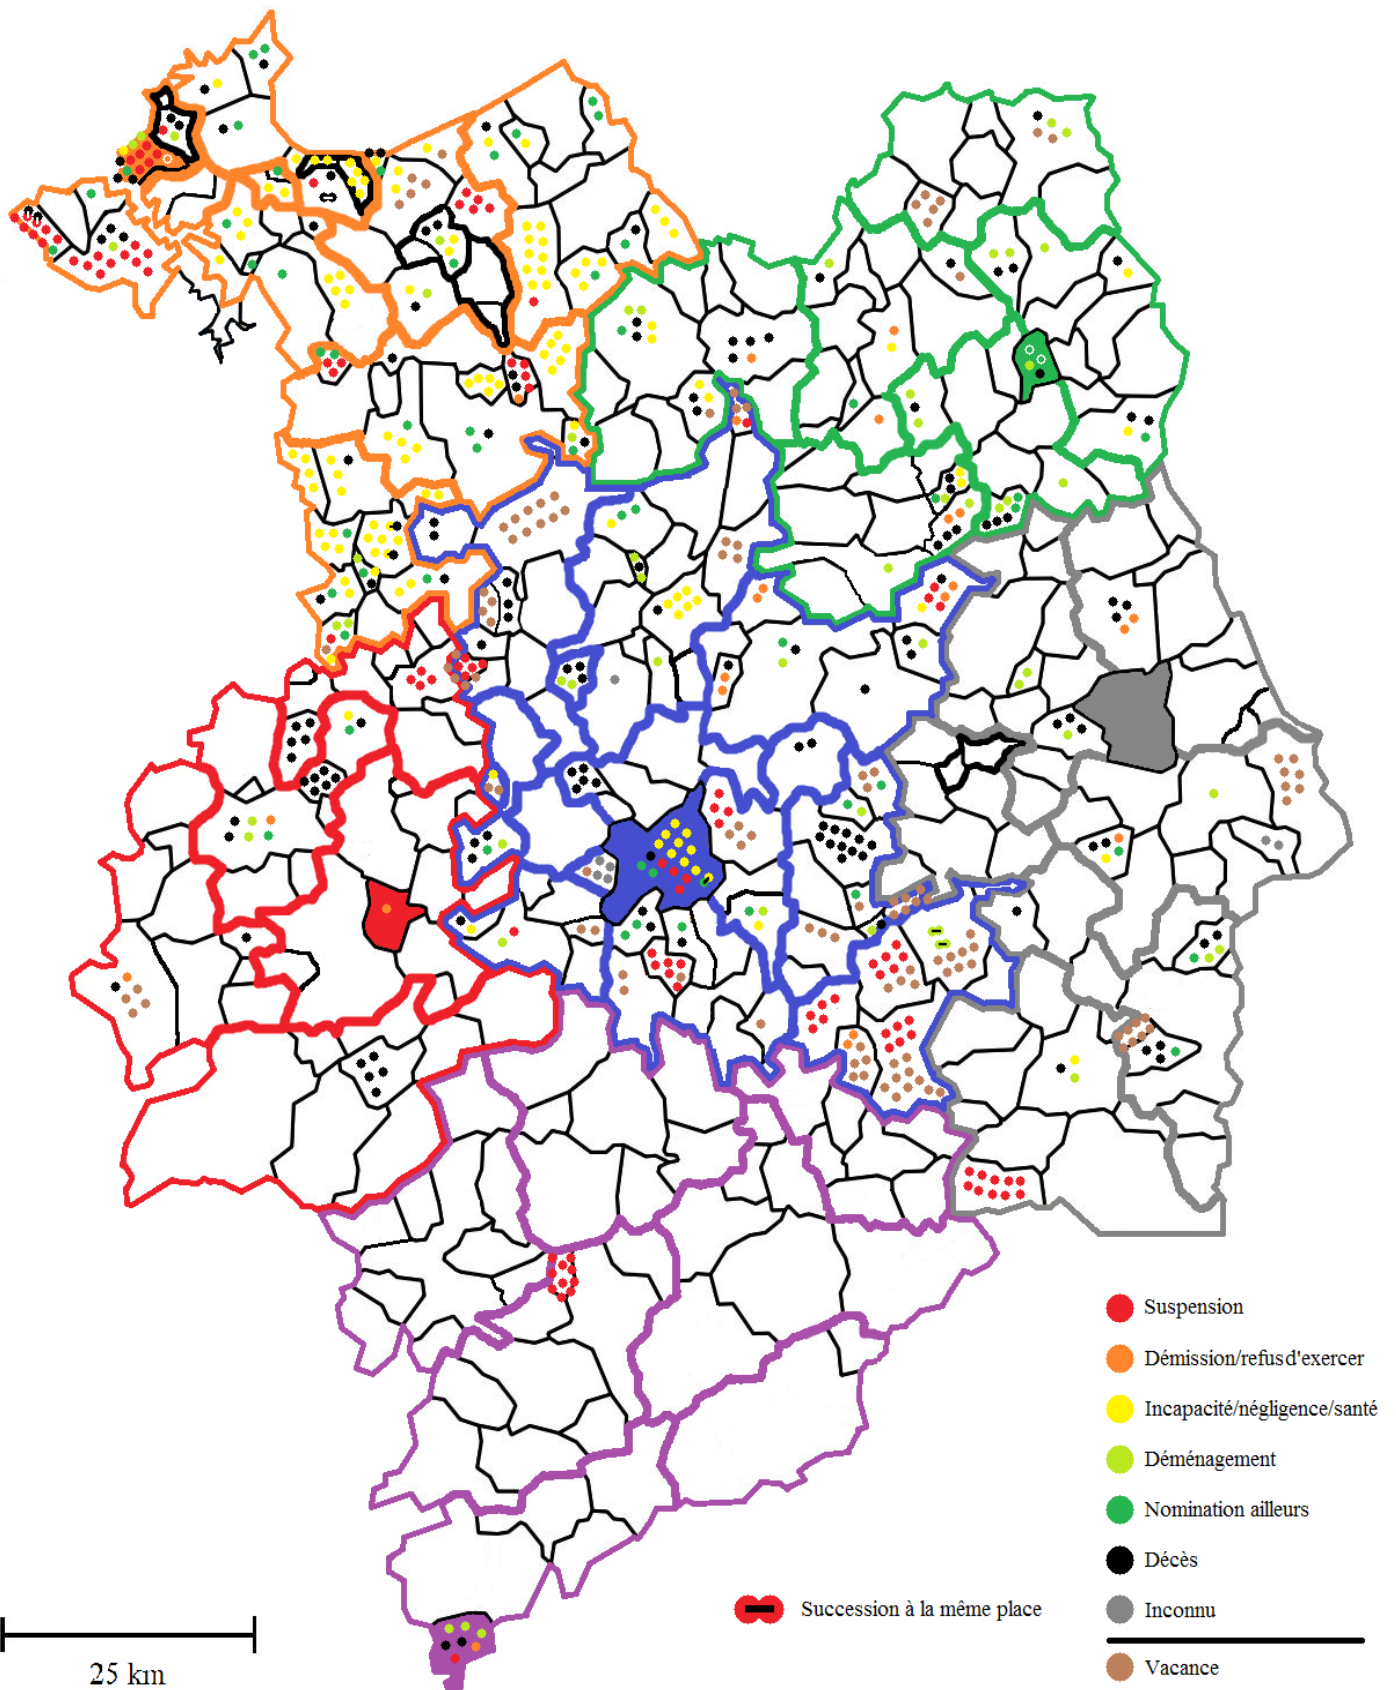 Suspension
Démission/refus d'exercer
Incapacité/négligence/santé
Déménagement
Nomination ailleurs
Décès
Inconnu
Succession à la même place
Vacance
25 km